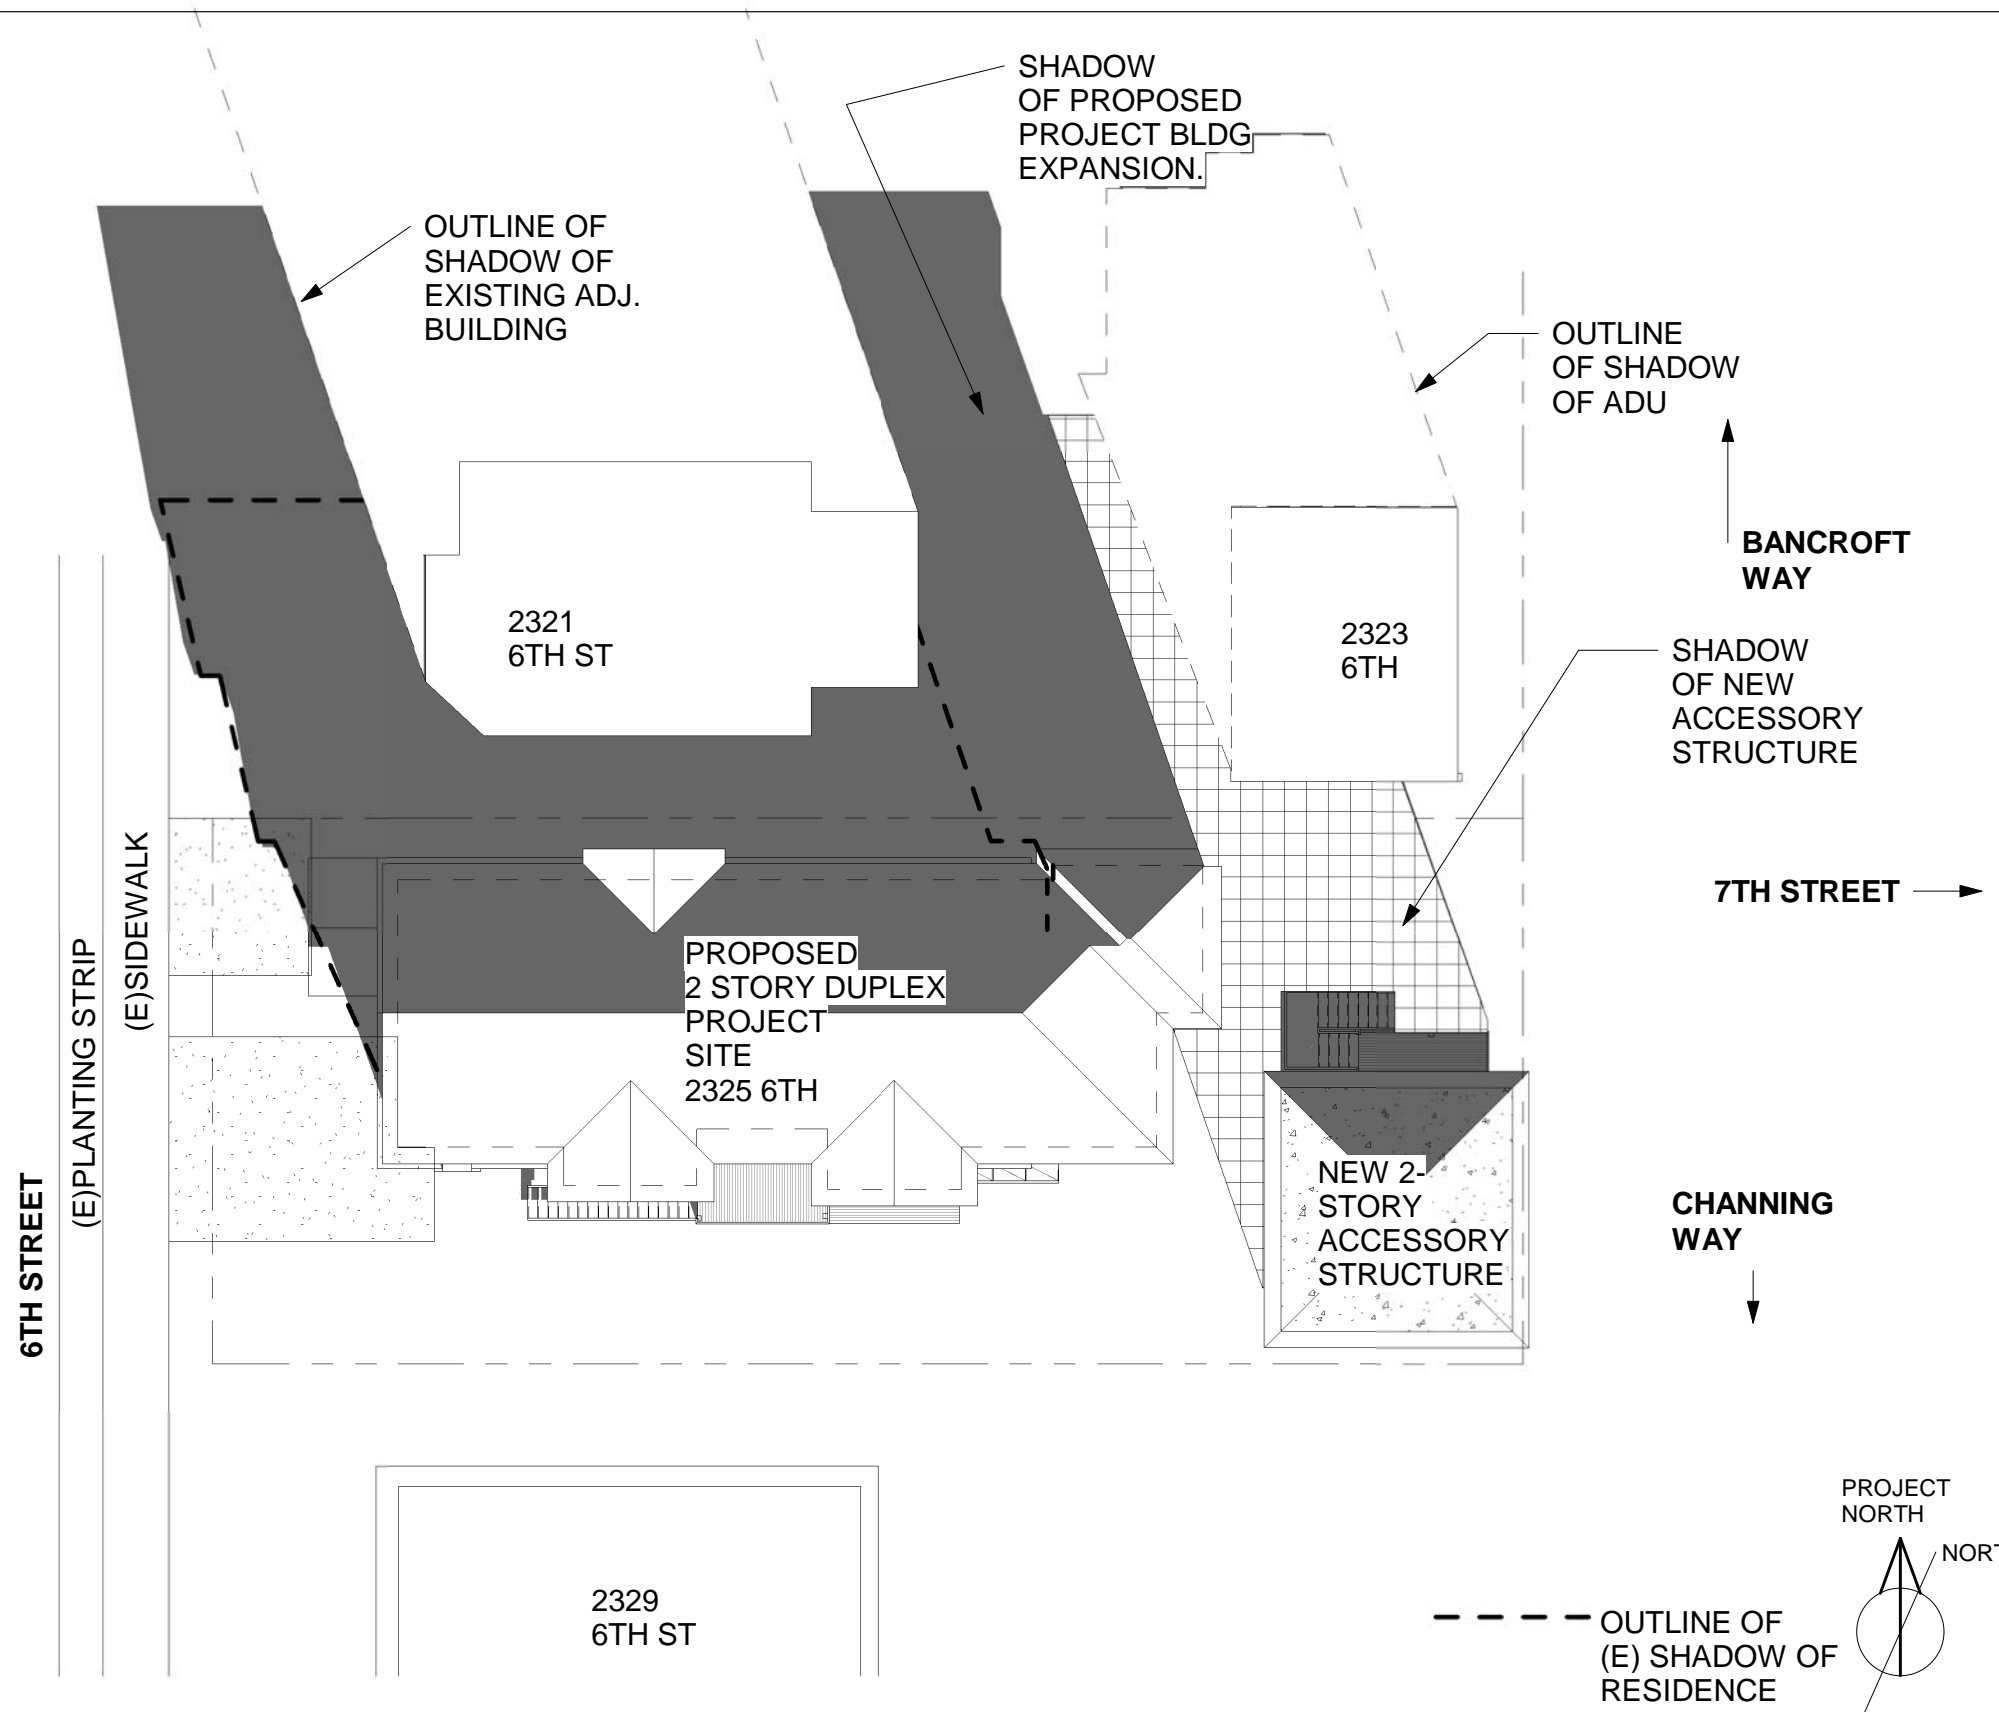 SHADOW
OF PROPOSED
PROJECT BLDG
EXPANSION.
OUTLINE OF
SHADOW OF
EXISTING ADJ.
BUILDING
OUTLINE
OF SHADOW
OF ADU
BANCROFT
WAY
2321
6TH ST
2323
6TH
SHADOW
OF NEW
ACCESSORY
STRUCTURE
7TH STREET
6TH STREET
(E)PLANTING STRIP
(E)SIDEWALK
PROPOSED
2 STORY DUPLEX
PROJECT
SITE
2325 6TH
NEW 2-
STORY
ACCESSORY
STRUCTURE
CHANNING
WAY
2329
6TH ST
PROJECT
NORTH
NORT
OUTLINE OF
(E) SHADOW OF
RESIDENCE